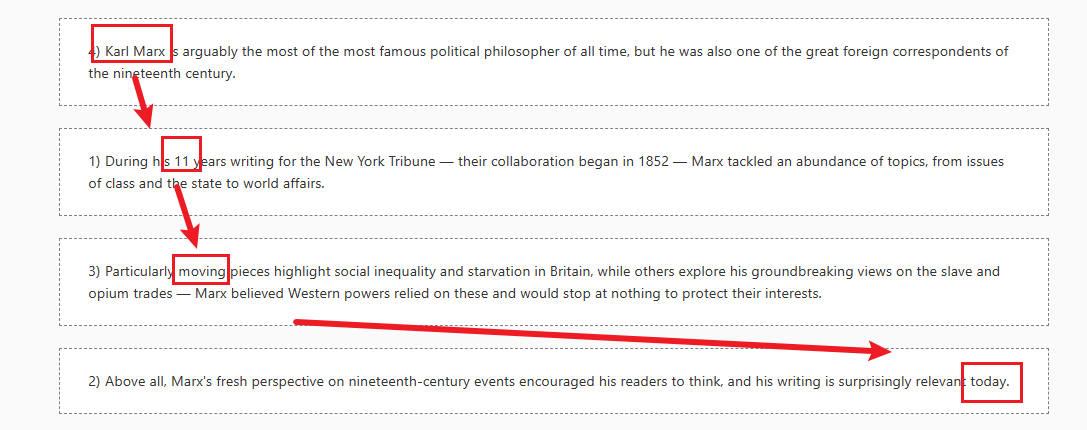 4) Karl Marx is arguably the most of the most famous political philosopher of all time, but he was also one of the great foreign correspondents of
the nineteenth century.
1) During his 11 years writing for the New York Tribune — their collaboration began in 1852 — Marx tackled an abundance of topics, from issues
of class and the state to world affairs.
3) Particularly moving pieces highlight social inequality and starvation in Britain, while others explore his groundbreaking views on the slave and
opium trades — Marx believed Western powers relied on these and would stop at nothing to protect their interests.
2) Above all, Marx's fresh perspective on nineteenth-century events encouraged his readers to think, and his writing is surprisingly relevant today.